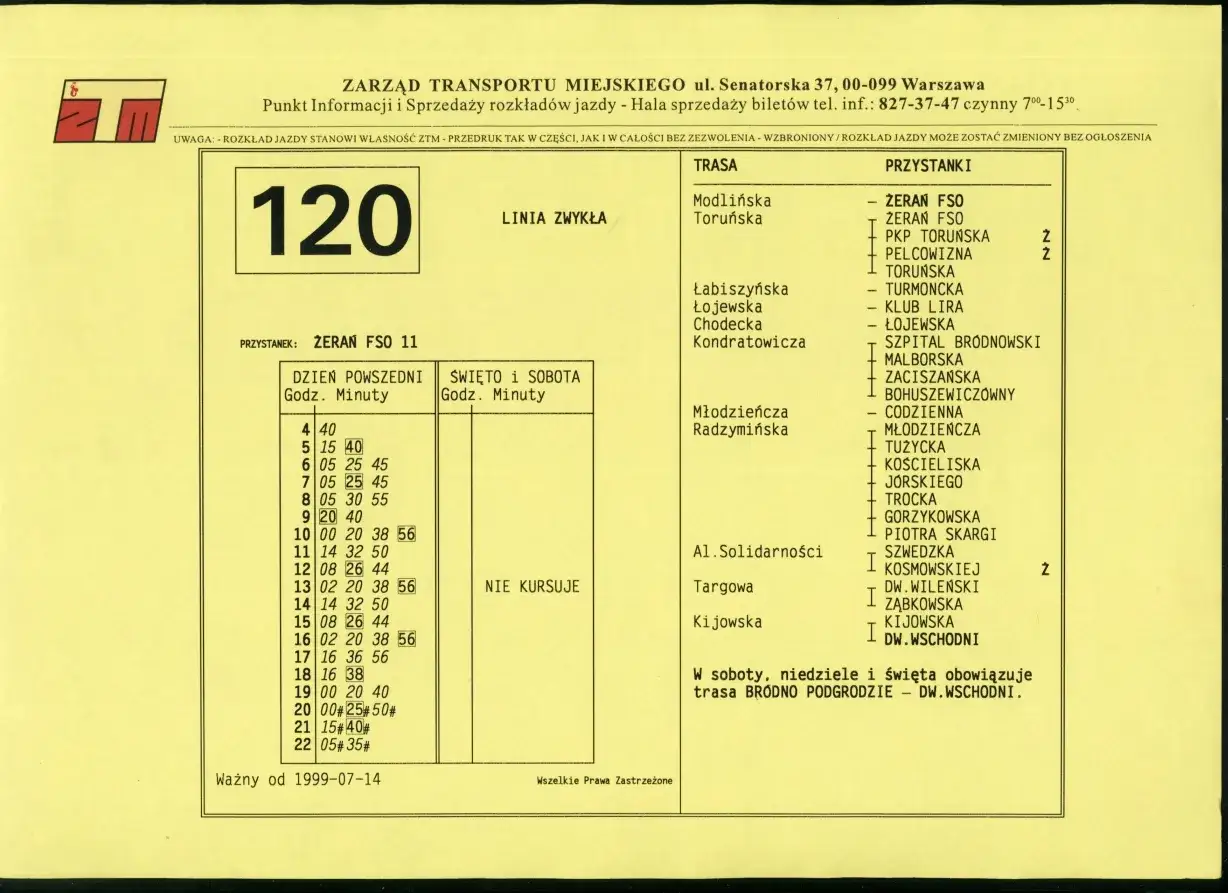 ZARZĄD TRANSPORTU MIEJSKIEGO ul. Senatorska 37, 00-099 Warszawa
Punkt Informacji i Sprzedaży rozkładów jazdy - Hala sprzedaży biletów tel. inf.: 827-37-47 czynny 7⁰⁰-15³⁰
UWAGA: - ROZKŁAD JAZDY STANOWI WŁASNOŚĆ ZTM - PRZEDRUK TAK W CZĘŚCI, JAK I W CAŁOŚCI BEZ ZEZWOLENIA - WZBRONIONY / ROZKŁAD JAZDY MOŻE ZOSTAĆ ZMIENIONY BEZ OGŁOSZENIA
120
LINIA ZWYKŁA
PRZYSTANEK: ŻERAŃ FSO 11
DZIEŃ POWSZEDNI
Godz. Minuty
4 40
5 15 40
6 05 25 45
7 05 25 45
8 05 30 55
9 20 40
10 00 20 38 56
11 14 32 50
12 08 26 44
13 02 20 38 56
14 14 32 50
15 08 26 44
16 02 20 38 56
17 16 36 56
18 16 38
19 00 20 40
20 00# 25# 50#
21 15# 40#
22 05# 35#
ŚWIĘTO i SOBOTA
Godz. Minuty
NIE KURSUJE
Ważny od 1999-07-14
Wszelkie Prawa Zastrzeżone
TRASA PRZYSTANKI
Modlińska – ŻERAŃ FSO
Toruńska ŻERAŃ FSO
PKP TORUŃSKA Ż
PELCOWIZNA Ż
TORUŃSKA
Łabiszyńska – TURMONCKA
Łojewska – KLUB LIRA
Chodecka – ŁOJEWSKA
Kondratowicza SZPITAL BRÓDNOWSKI
MALBORSKA
ZACISZAŃSKA
BOHUSZEWICZÓWNY
Młodzieńcza – CODZIENNA
Radzymińska MŁODZIEŃCZA
TUŻYCKA
KOŚCIELISKA
JÓRSKIEGO
TROCKA
GORZYKOWSKA
PIOTRA SKARGI
Al.Solidarności SZWEDZKA
KOSMOWSKIEJ Ż
Targowa DW.WILEŃSKI
ZĄBKOWSKA
Kijowska KIJOWSKA
DW.WSCHODNI
W soboty, niedziele i święta obowiązuje
trasa BRÓDNO PODGRODZIE – DW.WSCHODNI.